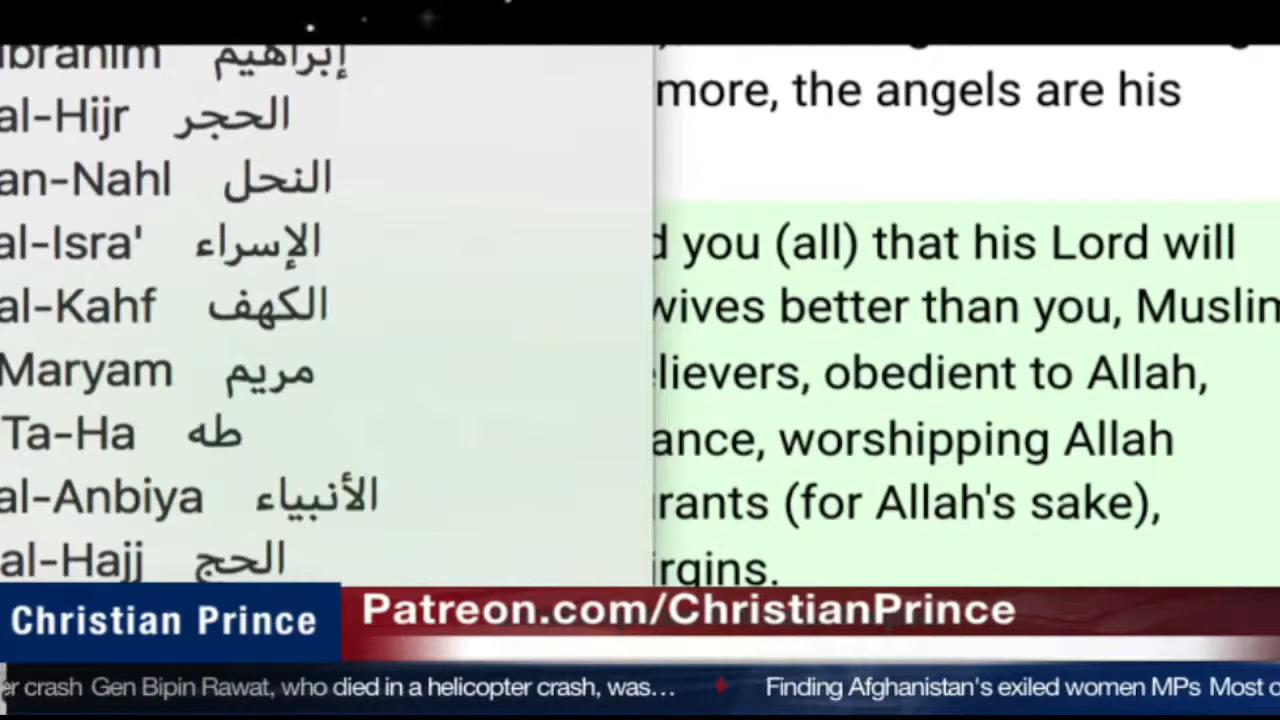 Ibrahim إبراهيم
al-Hijr الحجر
an-Nahl النحل
al-Isra' الإسراء
al-Kahf الكهف
Maryam مريم
Ta-Ha طه
al-Anbiya الأنبياء
al-Hajj الحج
more, the angels are his
d you (all) that his Lord will
wives better than you, Muslim
lievers, obedient to Allah,
ance, worshipping Allah
rants (for Allah's sake),
irgins.
Christian Prince
Patreon.com/ChristianPrince
er crash Gen Bipin Rawat, who died in a helicopter crash, was... Finding Afghanistan's exiled women MPs Most